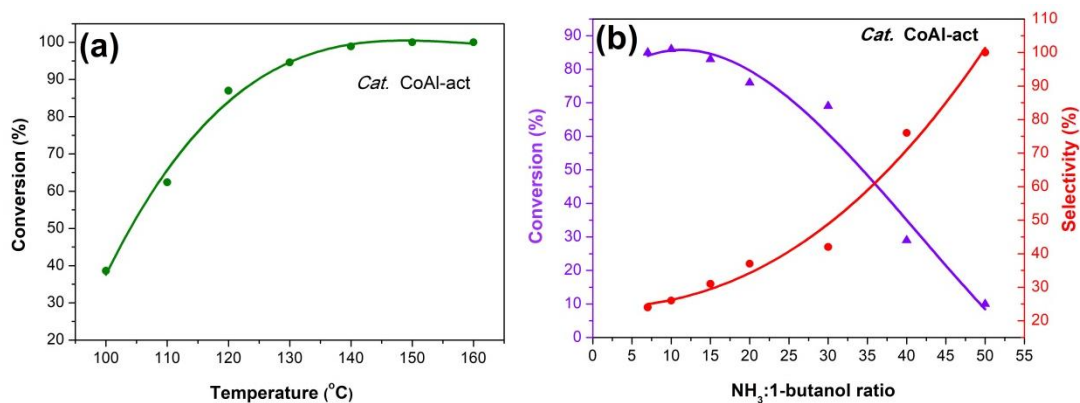 (a)
Cat. CoAl-act
Conversion (%)
100
90
80
70
60
50
40
30
20
100 110 120 130 140 150 160
Temperature (°C)
(b)
Cat. CoAl-act
Conversion (%)
90
80
70
60
50
40
30
20
10
0
Selectivity (%)
110
100
90
80
70
60
50
40
30
20
0 5 10 15 20 25 30 35 40 45 50 55
NH₃:1-butanol ratio